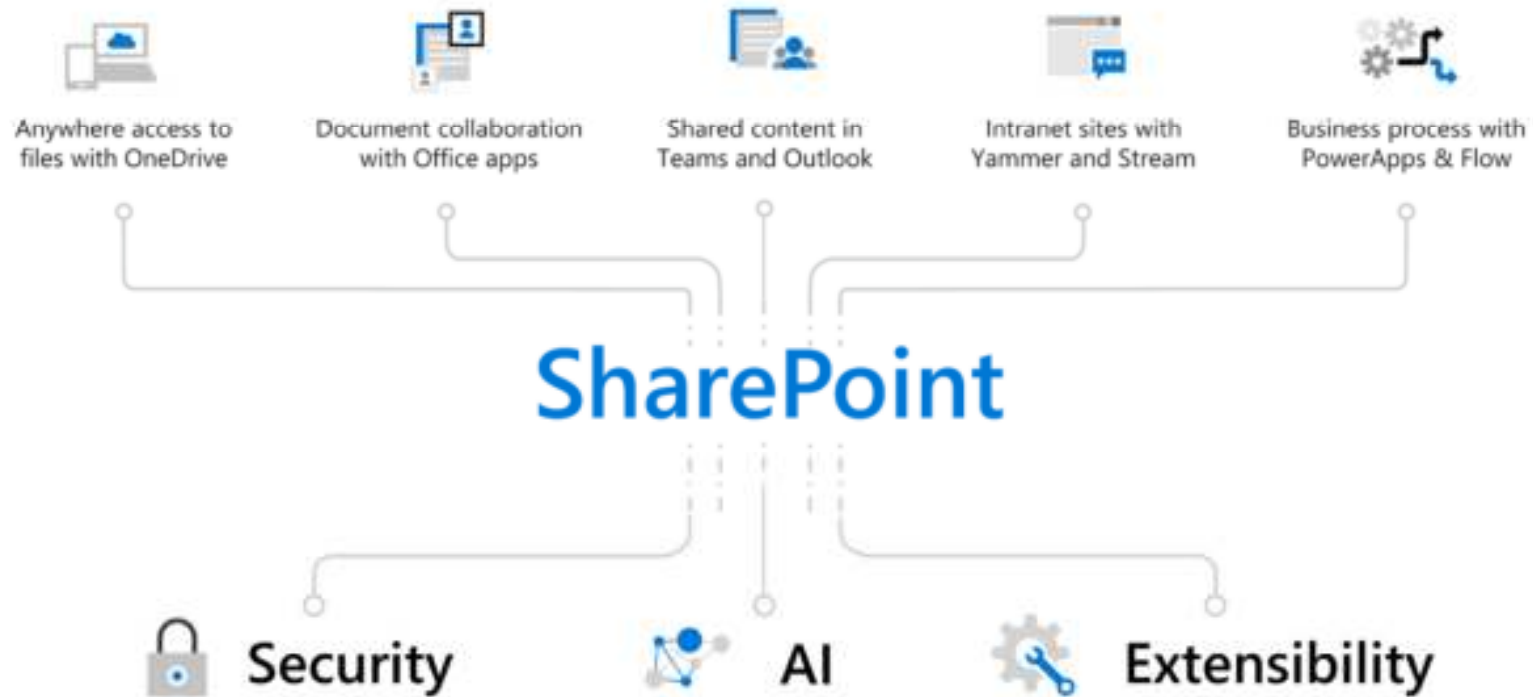 Anywhere access to
files with OneDrive
Document collaboration
with Office apps
Shared content in
Teams and Outlook
Intranet sites with
Yammer and Stream
Business process with
PowerApps & Flow
SharePoint
Security
AI
Extensibility